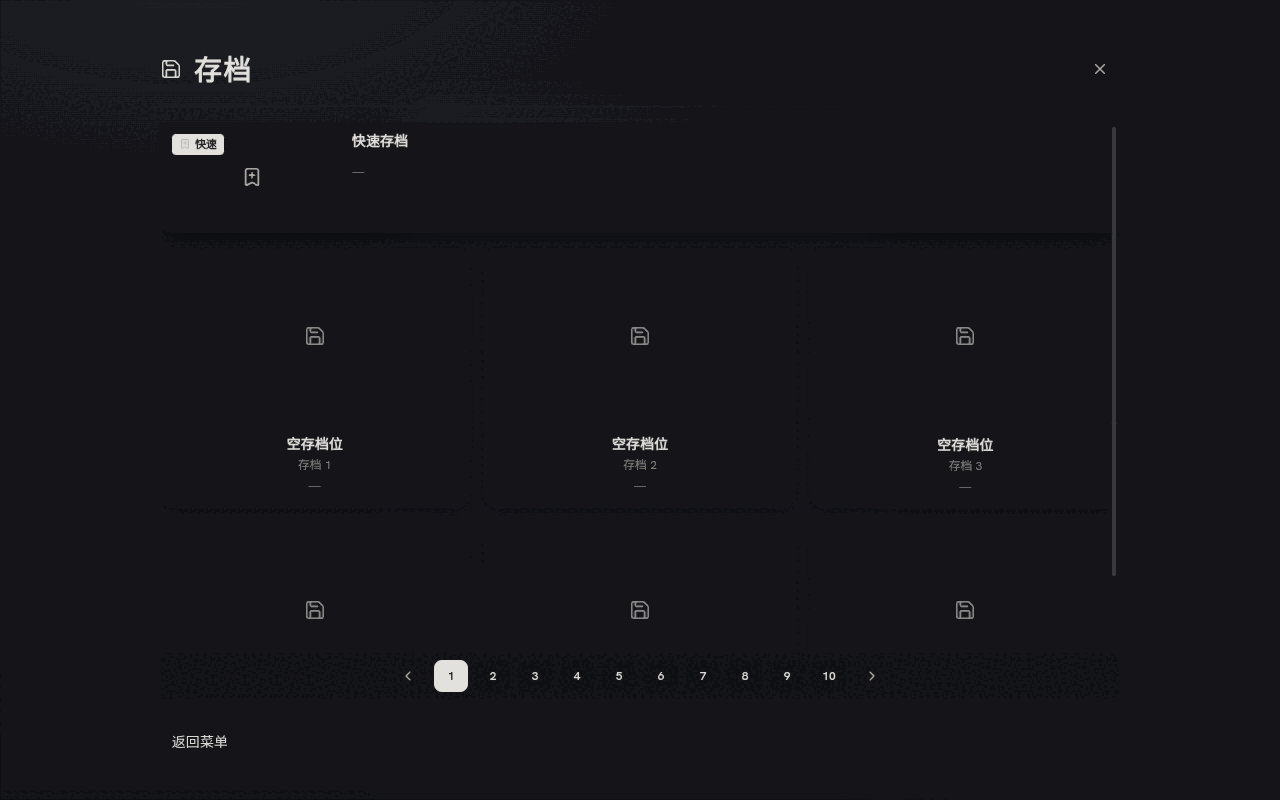 存档
快速
快速存档
—
空存档位
存档 1
—
空存档位
存档 2
—
空存档位
存档 3
—
1 2 3 4 5 6 7 8 9 10
返回菜单